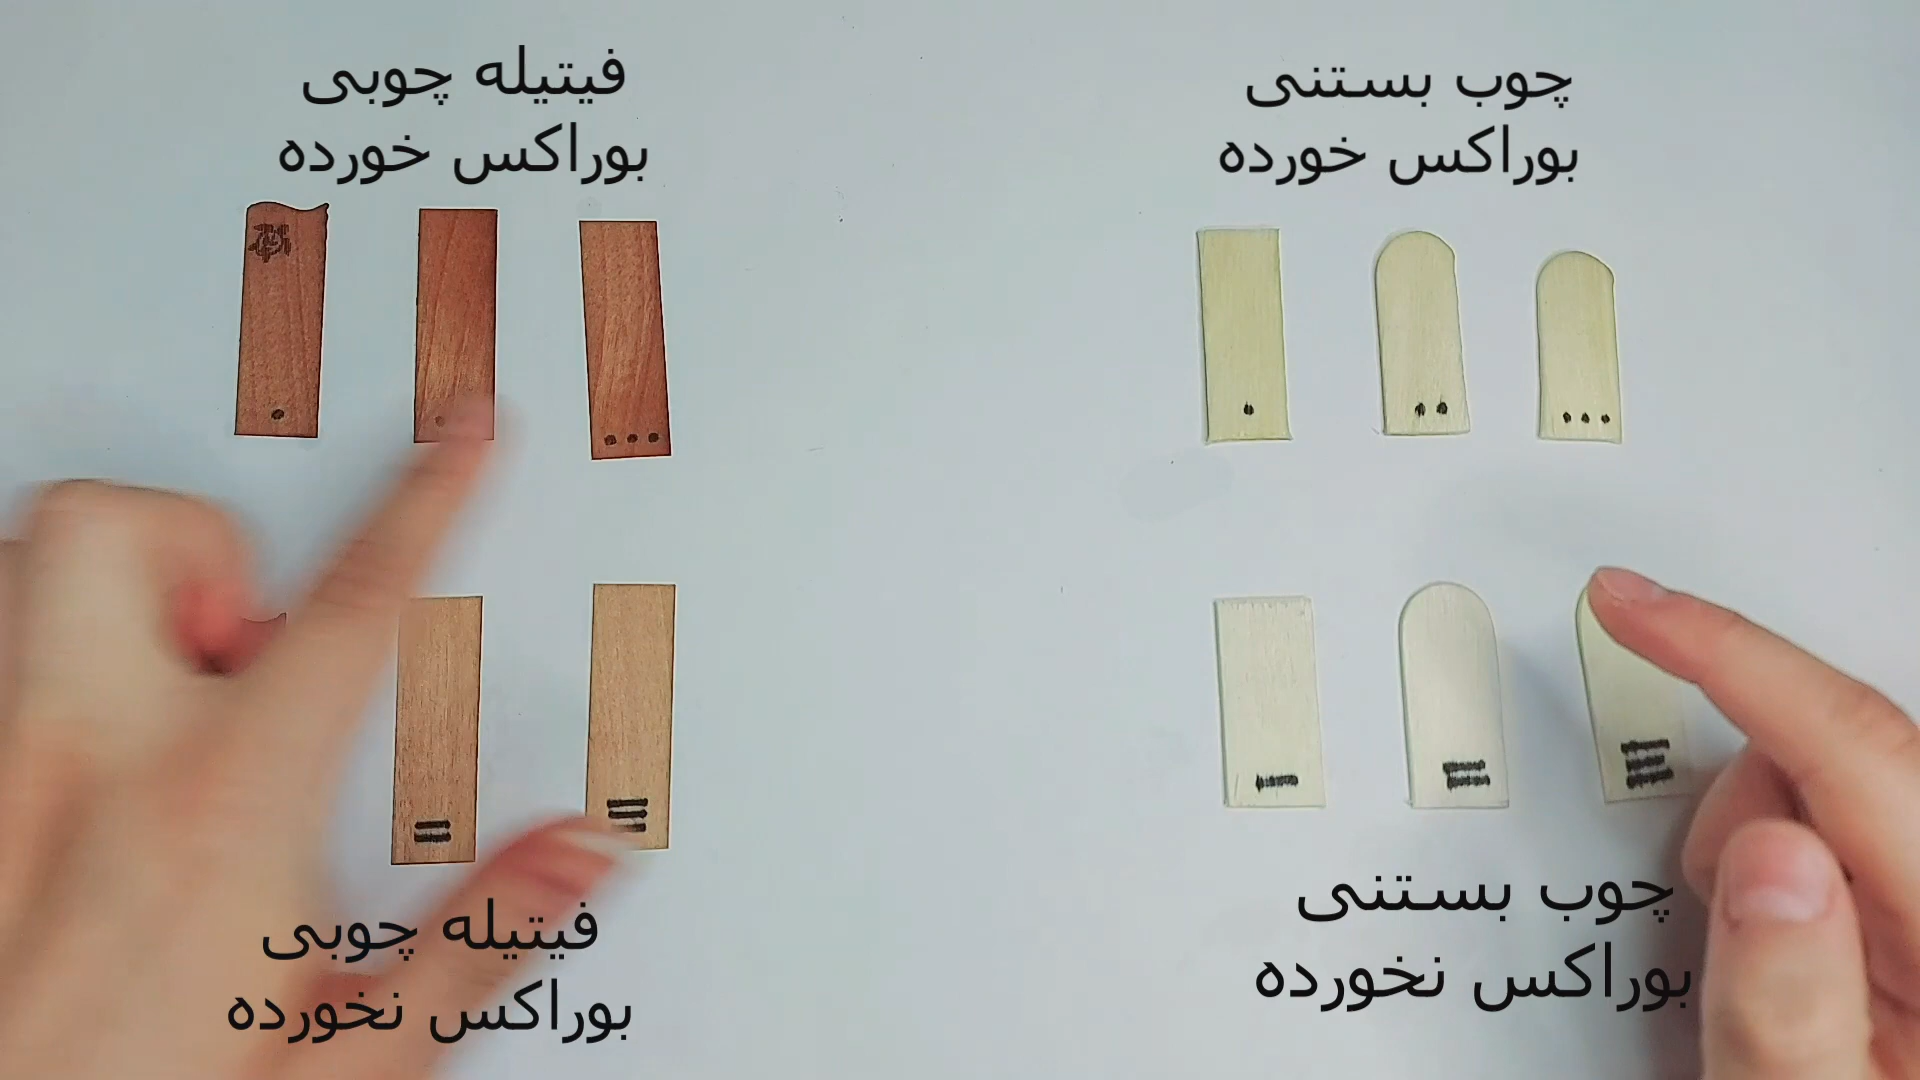 چوب بستنی
بوراکس خورده
فیتیله چوبی
بوراکس خورده
چوب بستنی
بوراکس نخورده
فیتیله چوبی
بوراکس نخورده